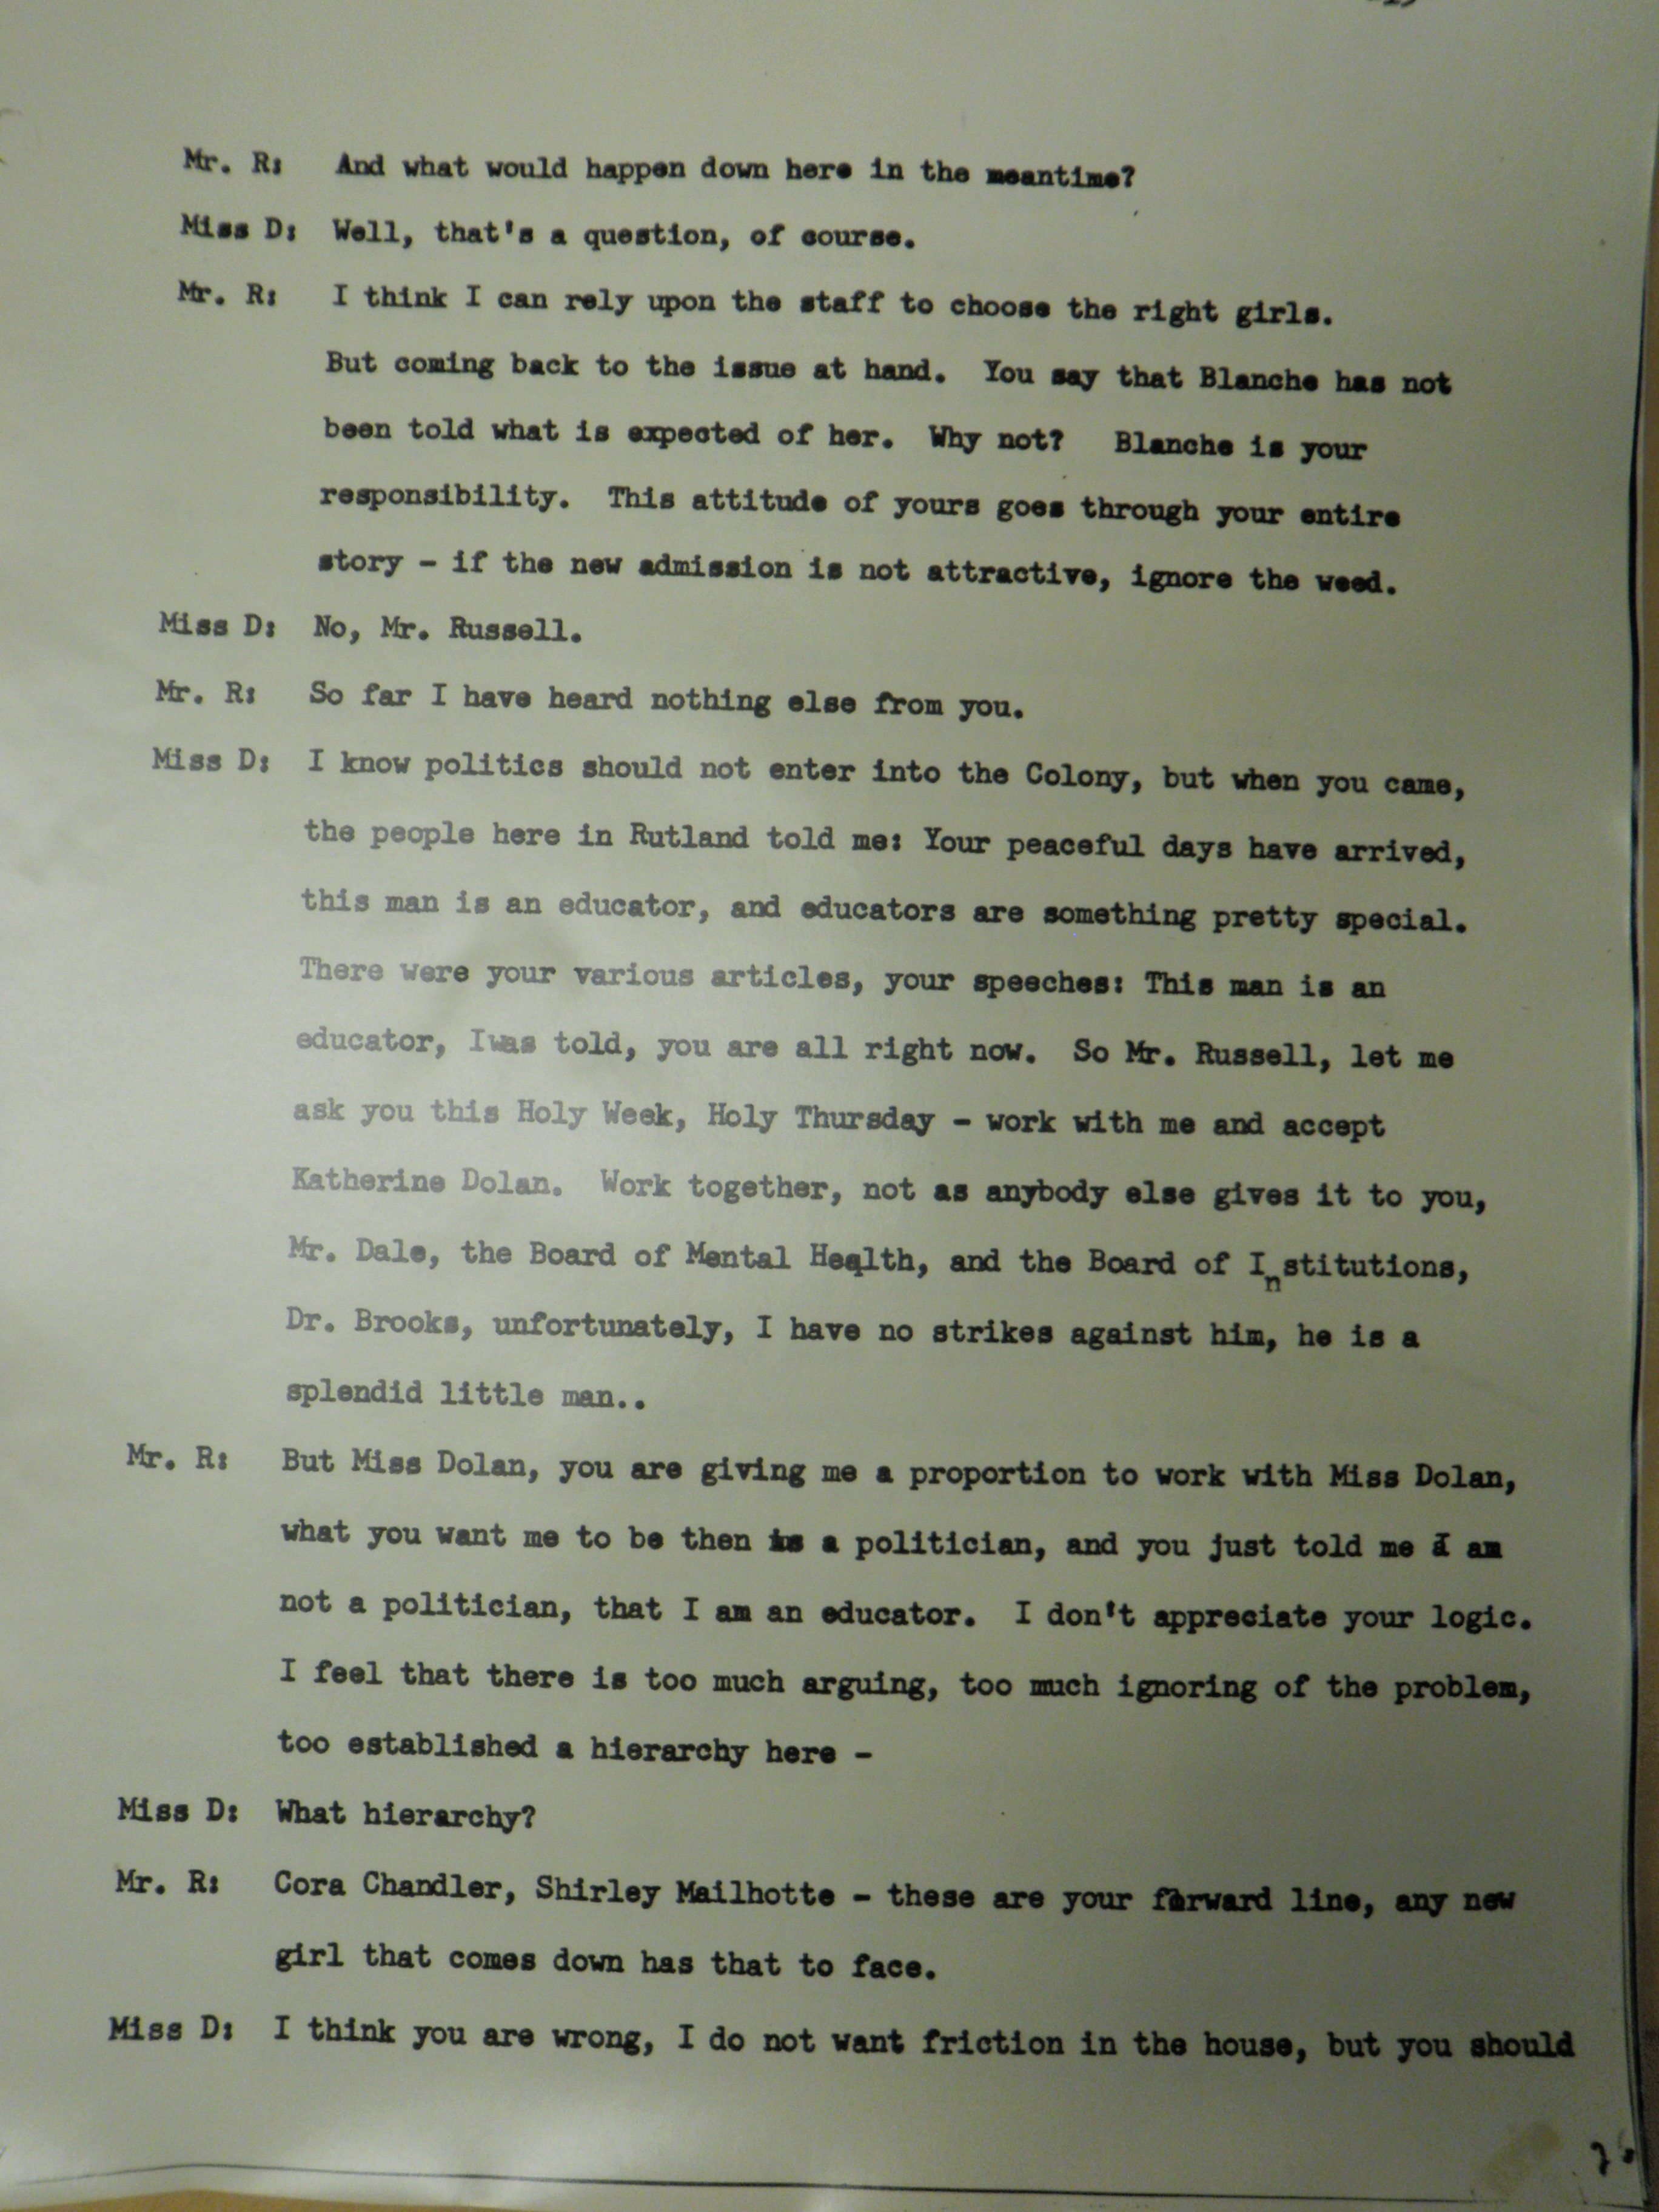 Mr. R: And what would happen down here in the meantime?
Miss D: Well, that's a question, of course.
Mr. R: I think I can rely upon the staff to choose the right girls.
But coming back to the issue at hand. You say that Blanche has not
been told what is expected of her. Why not? Blanche is your
responsibility. This attitude of yours goes through your entire
story - if the new admission is not attractive, ignore the weed.
Miss D: No, Mr. Russell.
Mr. R: So far I have heard nothing else from you.
Miss D: I know politics should not enter into the Colony, but when you came,
the people here in Rutland told me: Your peaceful days have arrived,
this man is an educator, and educators are something pretty special.
There were your various articles, your speeches: This man is an
educator, Iwas told, you are all right now. So Mr. Russell, let me
ask you this Holy Week, Holy Thursday - work with me and accept
Katherine Dolan. Work together, not as anybody else gives it to you,
Mr. Dale, the Board of Mental Health, and the Board of Institutions,
Dr. Brooks, unfortunately, I have no strikes against him, he is a
splendid little man..
Mr. R: But Miss Dolan, you are giving me a proportion to work with Miss Dolan,
what you want me to be then is a politician, and you just told me I am
not a politician, that I am an educator. I don't appreciate your logic.
I feel that there is too much arguing, too much ignoring of the problem,
too established a hierarchy here -
Miss D: What hierarchy?
Mr. R: Cora Chandler, Shirley Mailhotte - these are your forward line, any new
girl that comes down has that to face.
Miss D: I think you are wrong, I do not want friction in the house, but you should